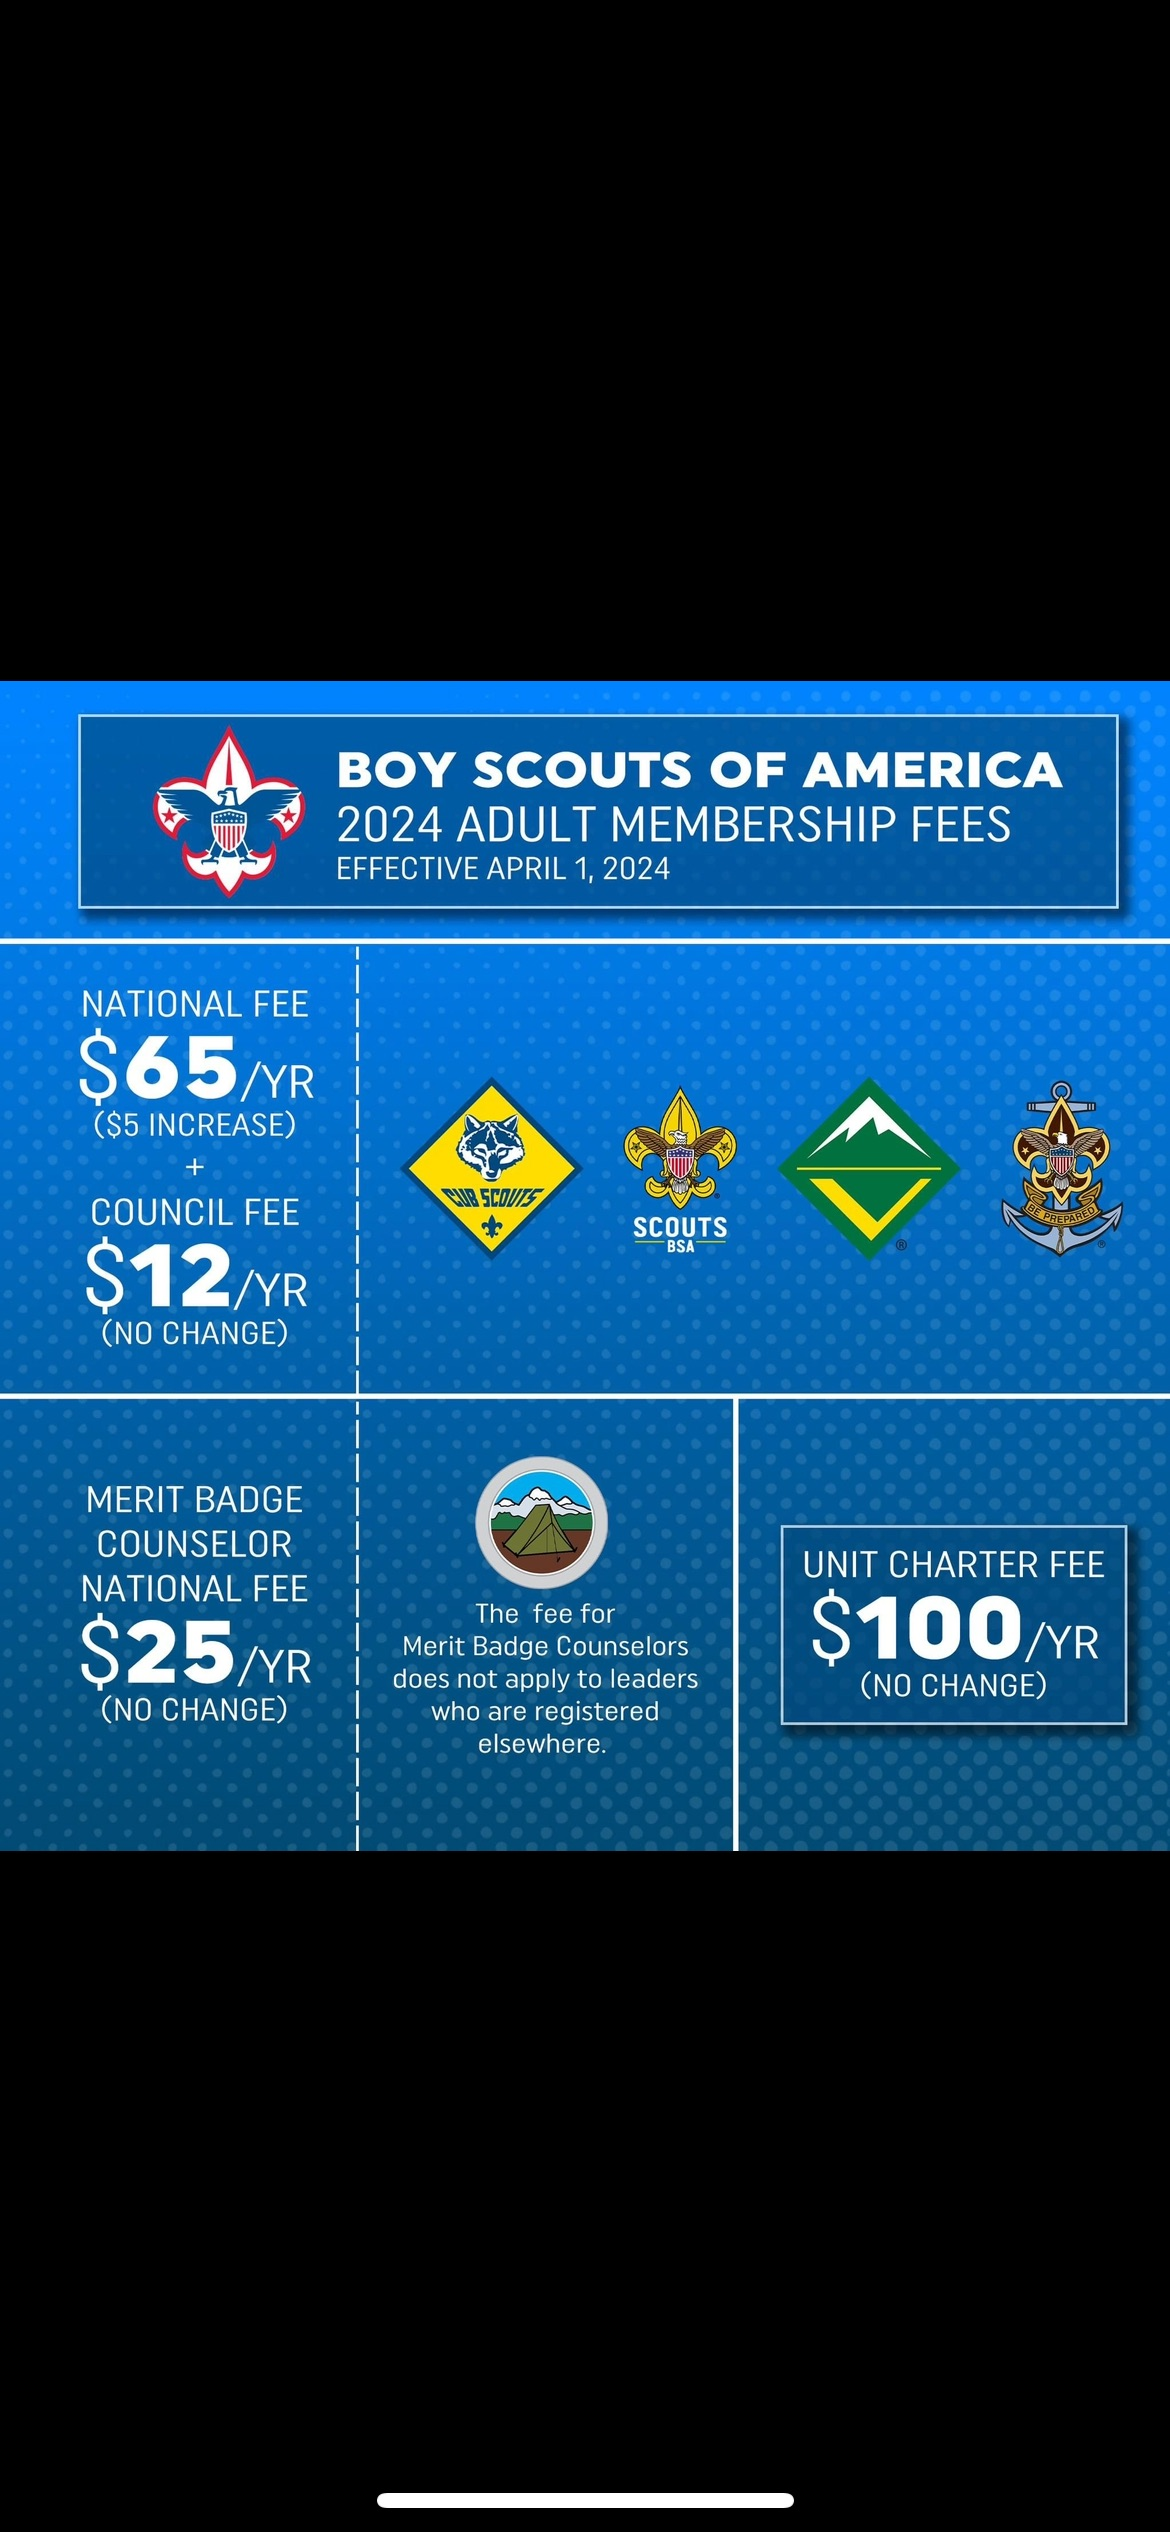 BOY SCOUTS OF AMERICA
2024 ADULT MEMBERSHIP FEES
EFFECTIVE APRIL 1, 2024
NATIONAL FEE
$65/YR
($5 INCREASE)
+
COUNCIL FEE
$12/YR
(NO CHANGE)
CUB SCOUTS
SCOUTS
BSA
®
BE PREPARED
®
MERIT BADGE
COUNSELOR
NATIONAL FEE
$25/YR
(NO CHANGE)
The fee for
Merit Badge Counselors
does not apply to leaders
who are registered
elsewhere.
UNIT CHARTER FEE
$100/YR
(NO CHANGE)